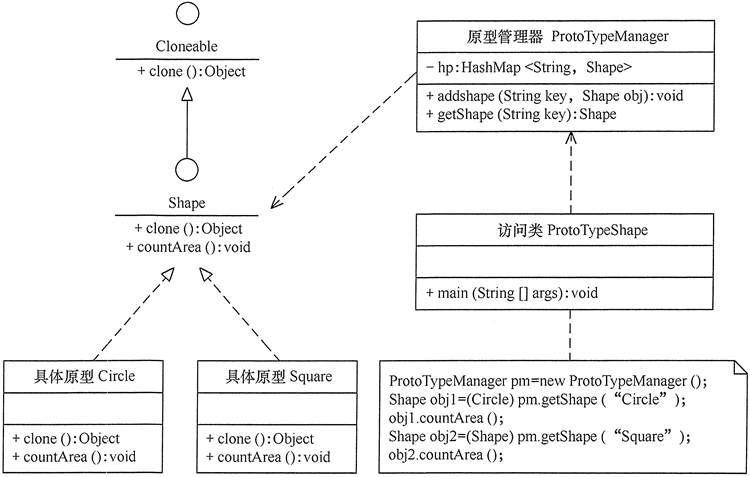 Cloneable
+ clone ():Object
Shape
+ clone ():Object
+ countArea ():void
具体原型 Circle
+ clone ():Object
+ countArea ():void
具体原型 Square
+ clone ():Object
+ countArea ():void
原型管理器 ProtoTypeManager
- hp:HashMap <String, Shape>
+ addshape (String key, Shape obj):void
+ getShape (String key):Shape
访问类 ProtoTypeShape
+ main (String [] args):void
ProtoTypeManager pm=new ProtoTypeManager ();
Shape obj1=(Circle) pm.getShape (“Circle”);
obj1.countArea ();
Shape obj2=(Shape) pm.getShape (“Square”);
obj2.countArea ();